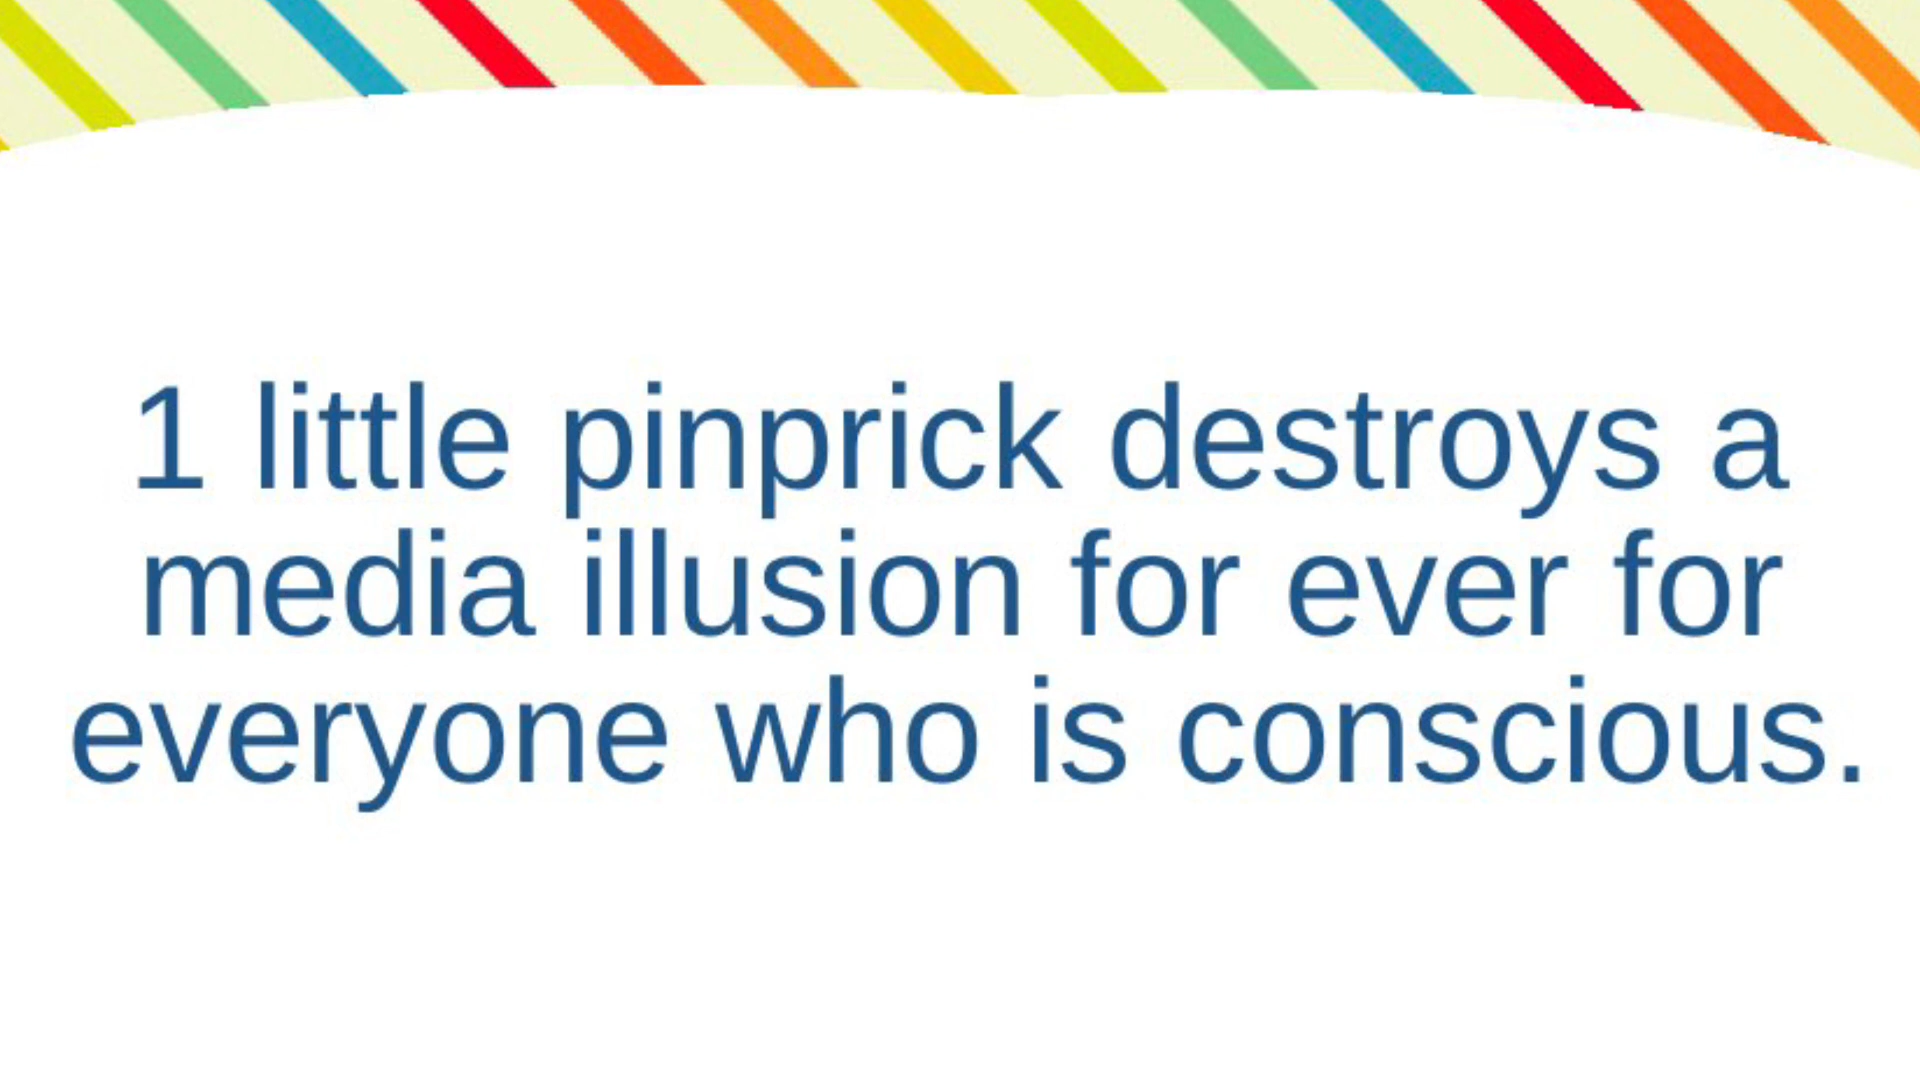 1 little pinprick destroys a
media illusion for ever for
everyone who is conscious.